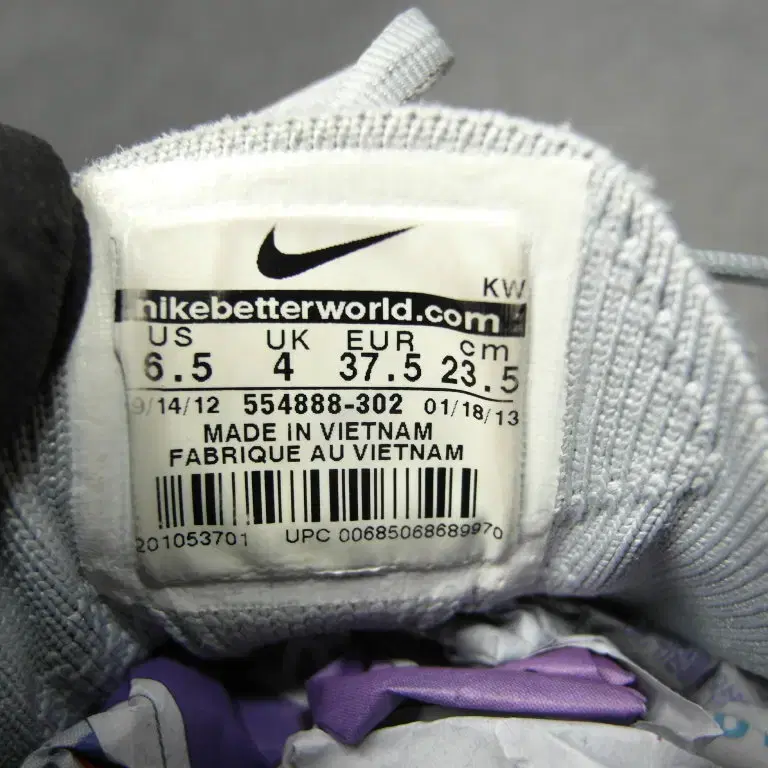 KW
nikebetterworld.com
US UK EUR cm
6.5 4 37.5 23.5
9/14/12 554888-302 01/18/13
MADE IN VIETNAM
FABRIQUE AU VIETNAM
201053701 UPC 00685068689970